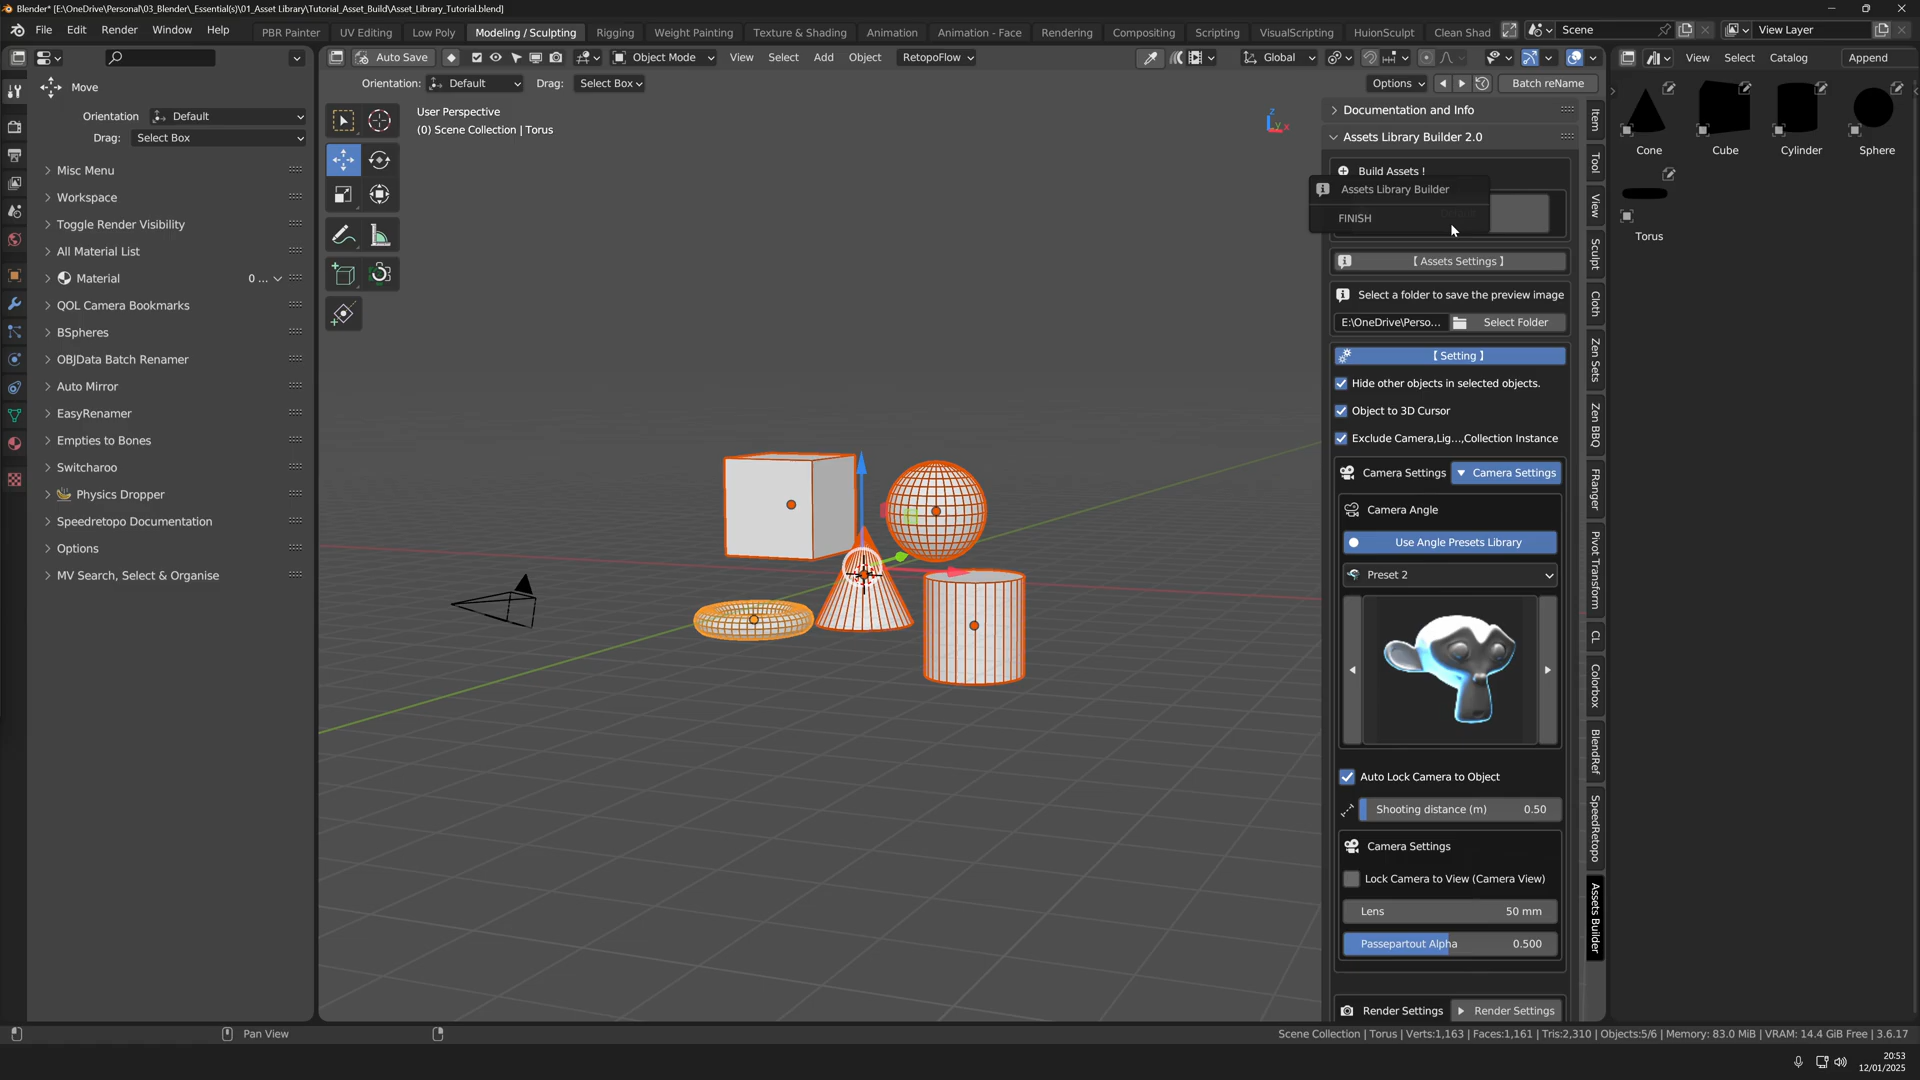 Blender* [E:\OneDrive\Personal\03_Blender\_Essential(s)\01_Asset Library\Tutorial_Asset_Build\Asset_Library_Tutorial.blend]
File Edit Render Window Help PBR Painter UV Editing Low Poly Modeling / Sculpting Rigging Weight Painting Texture & Shading Animation Animation - Face Rendering Compositing Scripting VisualScripting HuionSculpt Clean Shad Scene View Layer
Auto Save Object Mode View Select Add Object RetopoFlow Global View Select Catalog Append
Orientation: Default Drag: Select Box Options Batch reName
Move
Orientation Default
Drag: Select Box
Misc Menu
Workspace
Toggle Render Visibility
All Material List
Material 0 ...
QOL Camera Bookmarks
BSpheres
OBJData Batch Renamer
Auto Mirror
EasyRenamer
Empties to Bones
Switcharoo
Physics Dropper
Speedretopo Documentation
Options
MV Search, Select & Organise
User Perspective
(0) Scene Collection | Torus
Z
Y X
Documentation and Info
Assets Library Builder 2.0
Build Assets !
Assets Library Builder
FINISH
【 Assets Settings 】
Select a folder to save the preview image
E:\OneDrive\Perso... Select Folder
【 Setting 】
Hide other objects in selected objects.
Object to 3D Cursor
Exclude Camera,Lig...,Collection Instance
Camera Settings Camera Settings
Camera Angle
Use Angle Presets Library
Preset 2
Auto Lock Camera to Object
Shooting distance (m) 0.50
Camera Settings
Lock Camera to View (Camera View)
Lens 50 mm
Passepartout Alpha 0.500
Render Settings Render Settings
Item
Tool
View
Sculpt
Cloth
Zen Sets
Zen BBQ
FRanger
Pivot Transform
CL
Colorbox
BlendRef
SpeedRetopo
Assets Builder
Cone Cube Cylinder Sphere
Torus
Pan View
Scene Collection | Torus | Verts:1,163 | Faces:1,161 | Tris:2,310 | Objects:5/6 | Memory: 83.0 MiB | VRAM: 14.4 GiB Free | 3.6.17
20:53
12/01/2025